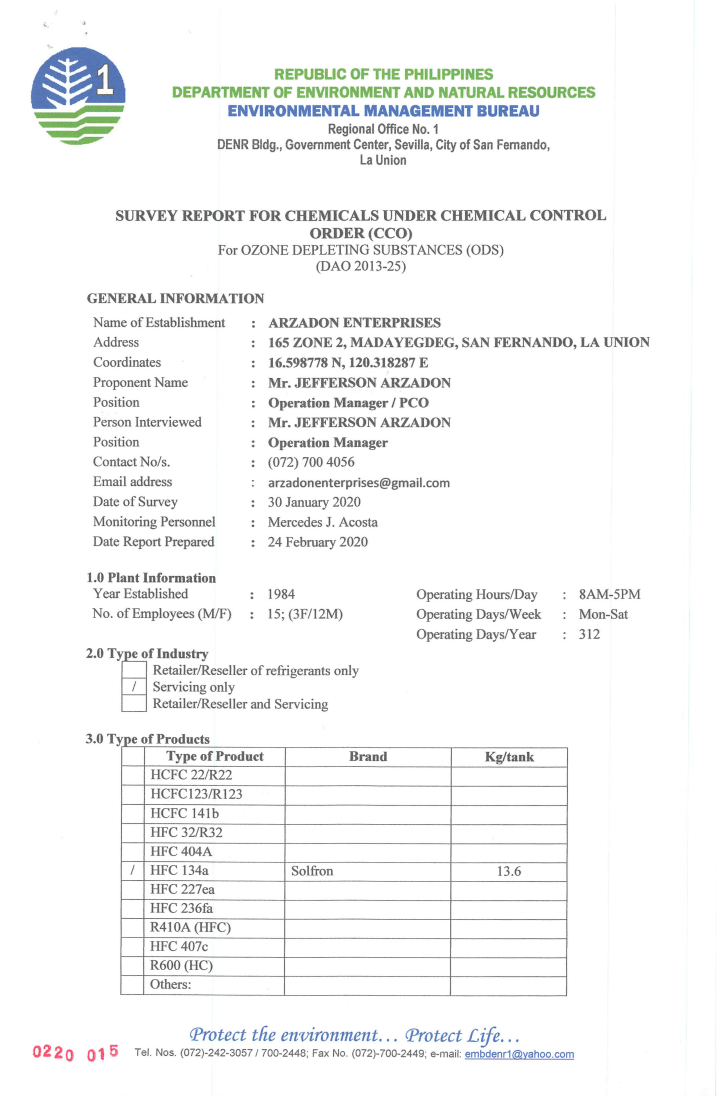 1
REPUBLIC OF THE PHILIPPINES
DEPARTMENT OF ENVIRONMENT AND NATURAL RESOURCES
ENVIRONMENTAL MANAGEMENT BUREAU
Regional Office No. 1
DENR Bldg., Government Center, Sevilla, City of San Fernando,
La Union
SURVEY REPORT FOR CHEMICALS UNDER CHEMICAL CONTROL
ORDER (CCO)
For OZONE DEPLETING SUBSTANCES (ODS)
(DAO 2013-25)
GENERAL INFORMATION
Name of Establishment : ARZADON ENTERPRISES
Address : 165 ZONE 2, MADAYEGDEG, SAN FERNANDO, LA UNION
Coordinates : 16.598778 N, 120.318287 E
Proponent Name : Mr. JEFFERSON ARZADON
Position : Operation Manager / PCO
Person Interviewed : Mr. JEFFERSON ARZADON
Position : Operation Manager
Contact No/s. : (072) 700 4056
Email address : arzadonenterprises@gmail.com
Date of Survey : 30 January 2020
Monitoring Personnel : Mercedes J. Acosta
Date Report Prepared : 24 February 2020
1.0 Plant Information
Year Established : 1984 Operating Hours/Day : 8AM-5PM
No. of Employees (M/F) : 15; (3F/12M) Operating Days/Week : Mon-Sat
Operating Days/Year : 312
2.0 Type of Industry
Retailer/Reseller of refrigerants only
/ Servicing only
Retailer/Reseller and Servicing
3.0 Type of Products
Type of Product Brand Kg/tank
HCFC 22/R22
HCFC123/R123
HCFC 141b
HFC 32/R32
HFC 404A
/ HFC 134a Solfron 13.6
HFC 227ea
HFC 236fa
R410A (HFC)
HFC 407c
R600 (HC)
Others:
Protect the environment... Protect Life...
0220 015 Tel. Nos. (072)-242-3057 / 700-2448; Fax No. (072)-700-2449; e-mail: embdenr1@yahoo.com